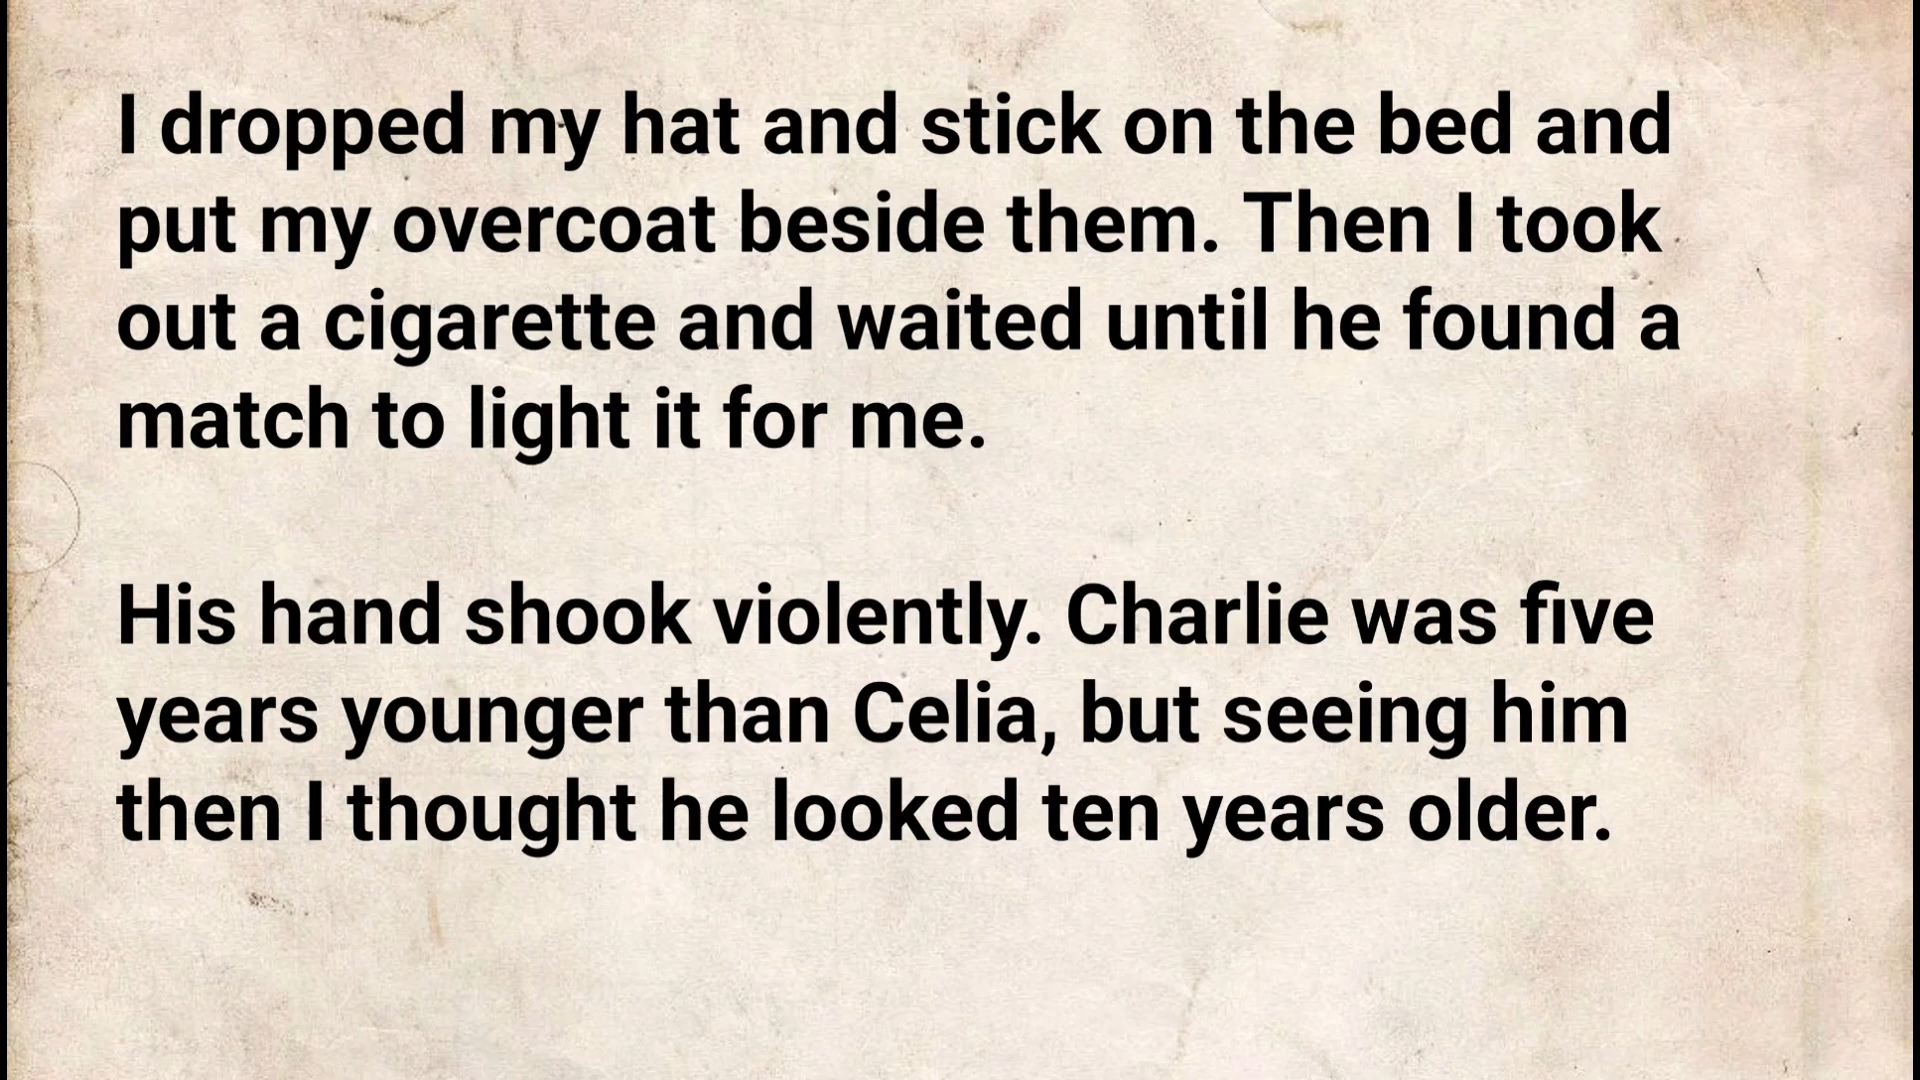 I dropped my hat and stick on the bed and
put my overcoat beside them. Then I took
out a cigarette and waited until he found a
match to light it for me.
His hand shook violently. Charlie was five
years younger than Celia, but seeing him
then I thought he looked ten years older.